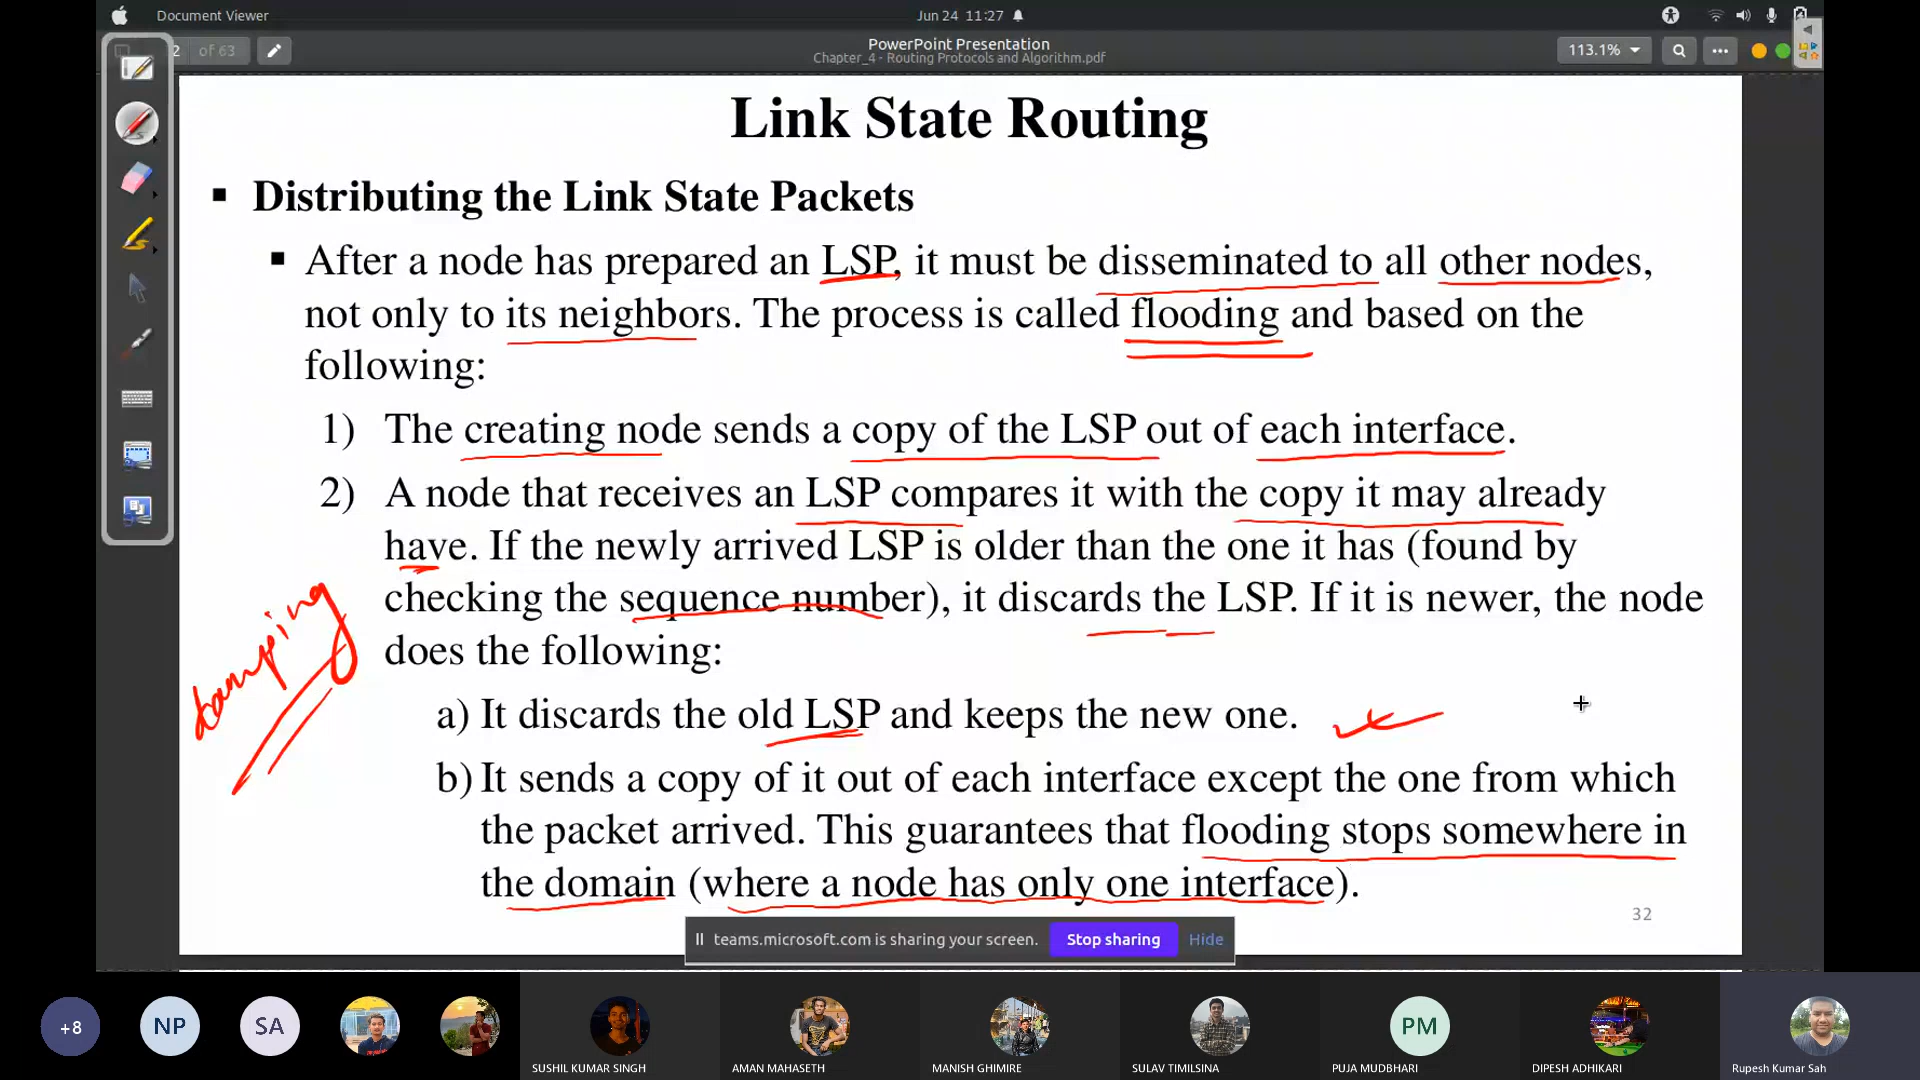 Document Viewer
Jun 24 11:27
2 of 63
PowerPoint Presentation
Chapter_4 - Routing Protocols and Algorithm.pdf
113.1%
Link State Routing
▪ Distributing the Link State Packets
▪ After a node has prepared an LSP, it must be disseminated to all other nodes,
not only to its neighbors. The process is called flooding and based on the
following:
1) The creating node sends a copy of the LSP out of each interface.
2) A node that receives an LSP compares it with the copy it may already
have. If the newly arrived LSP is older than the one it has (found by
checking the sequence number), it discards the LSP. If it is newer, the node
does the following:
a) It discards the old LSP and keeps the new one.
b) It sends a copy of it out of each interface except the one from which
the packet arrived. This guarantees that flooding stops somewhere in
the domain (where a node has only one interface).
32
teams.microsoft.com is sharing your screen.
Stop sharing
Hide
+8
NP
SA
PM
SUSHIL KUMAR SINGH
AMAN MAHASETH
MANISH GHIMIRE
SULAV TIMILSINA
PUJA MUDBHARI
DIPESH ADHIKARI
Rupesh Kumar Sah